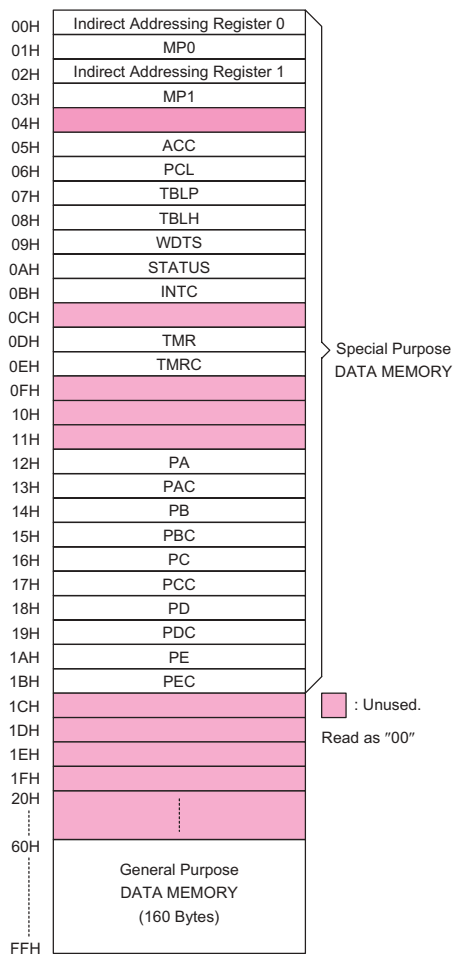 00H Indirect Addressing Register 0
01H MP0
02H Indirect Addressing Register 1
03H MP1
04H
05H ACC
06H PCL
07H TBLP
08H TBLH
09H WDTS
0AH STATUS
0BH INTC
0CH
0DH TMR
0EH TMRC
0FH
10H
11H
12H PA
13H PAC
14H PB
15H PBC
16H PC
17H PCC
18H PD
19H PDC
1AH PE
1BH PEC
1CH
1DH
1EH
1FH
20H
60H
General Purpose
DATA MEMORY
(160 Bytes)
FFH
Special Purpose
DATA MEMORY
: Unused.
Read as ″00″